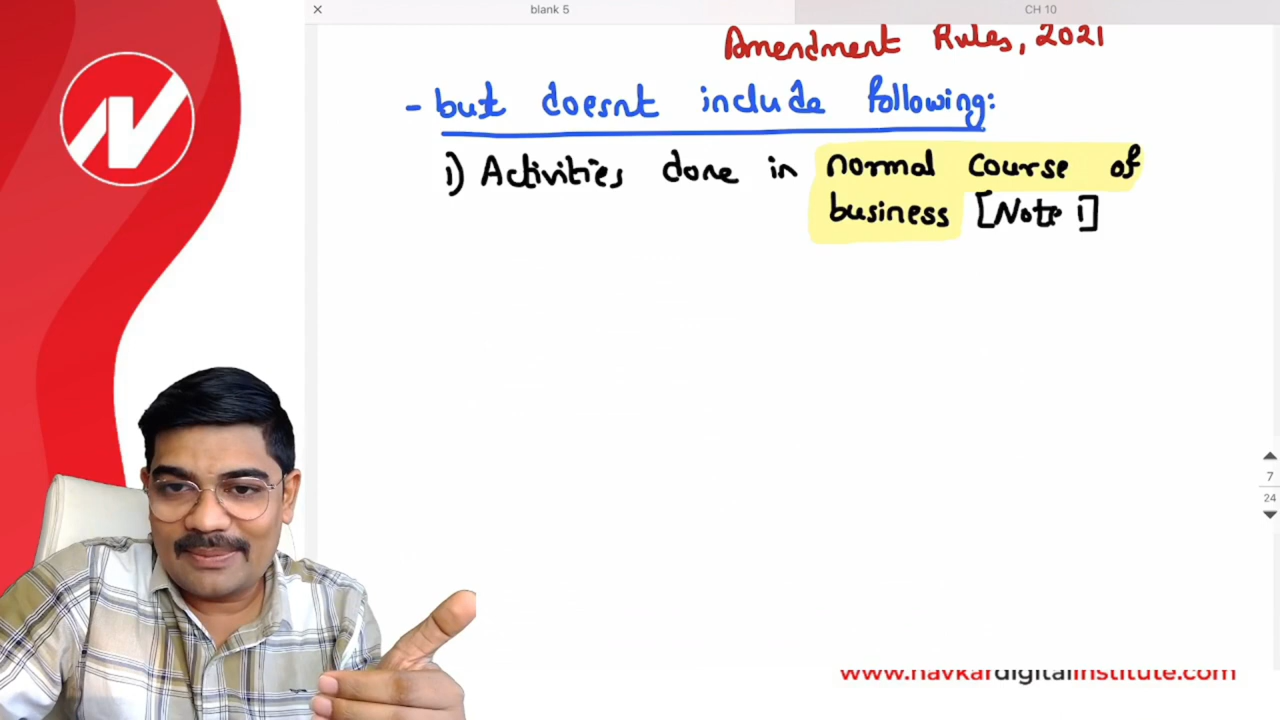 blank 5
CH 10
Amendment Rules, 2021
- but doesnt include following:
i) Activities done in normal course of
business [Note 1]
7
24
www.navkardigitalinstitute.com